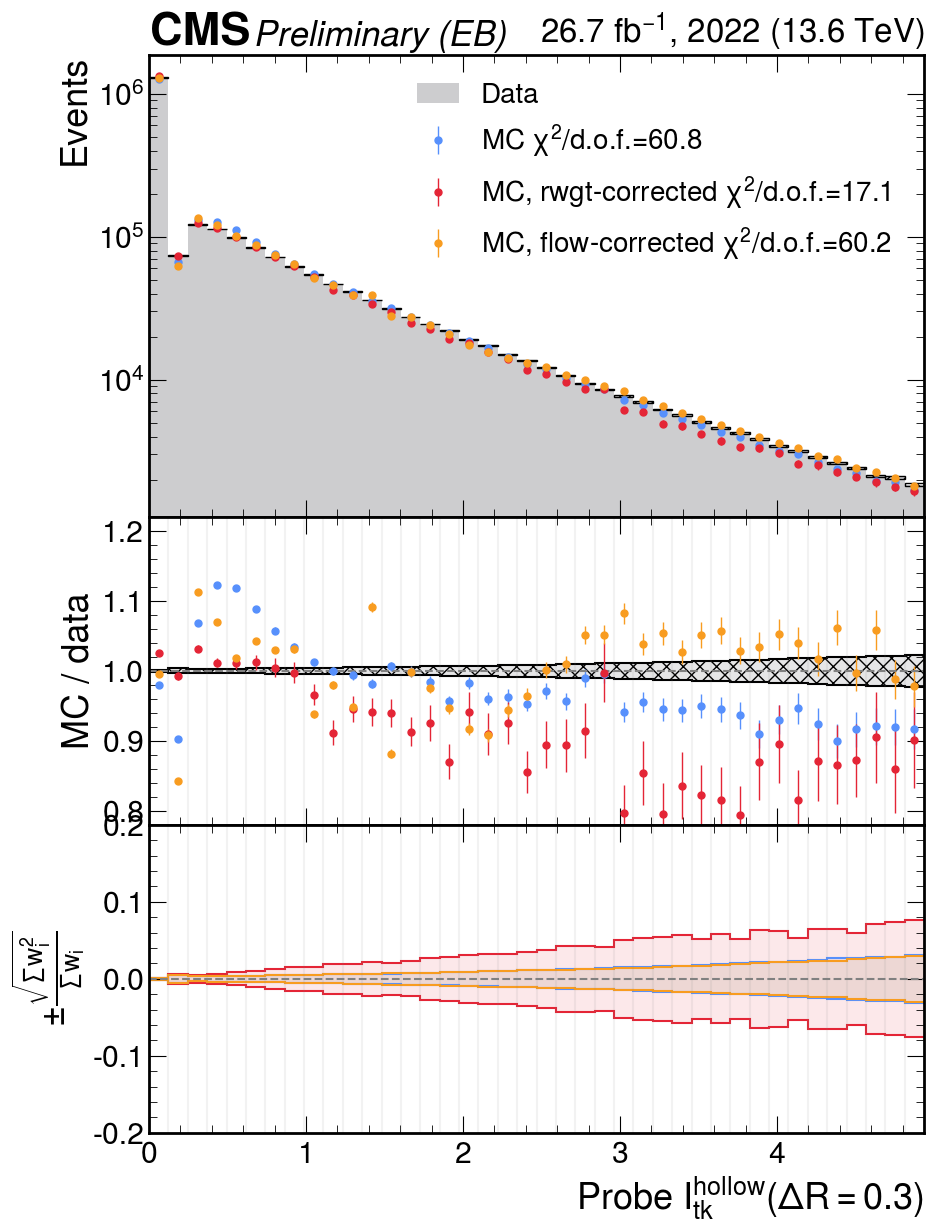 CMS Preliminary (EB) 26.7 fb⁻¹, 2022 (13.6 TeV)
Events
10⁶
10⁵
10⁴
Data
MC χ²/d.o.f.=60.8
MC, rwgt-corrected χ²/d.o.f.=17.1
MC, flow-corrected χ²/d.o.f.=60.2
MC / data
1.2
1.1
1.0
0.9
0.8
±√Σwᵢ²/Σwᵢ
0.2
0.1
0.0
-0.1
-0.2
0 1 2 3 4
Probe I_tk^hollow(ΔR = 0.3)